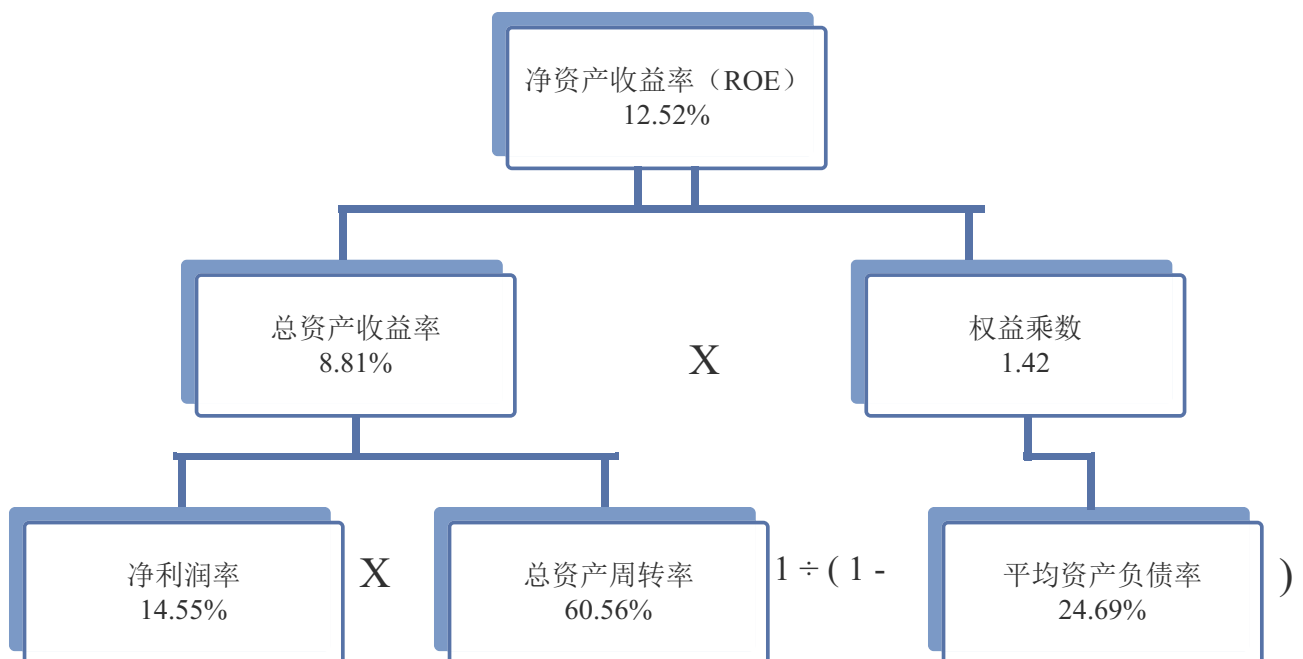 净资产收益率（ROE）
12.52%
总资产收益率
8.81%
X
权益乘数
1.42
净利润率
14.55%
X
总资产周转率
60.56%
1 ÷ ( 1 -
平均资产负债率
24.69%
)